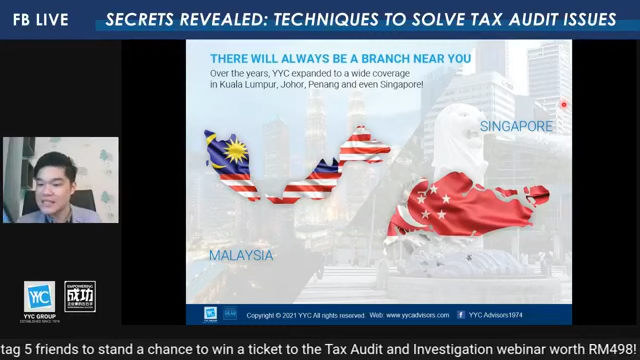 FB LIVE
SECRETS REVEALED: TECHNIQUES TO SOLVE TAX AUDIT ISSUES
THERE WILL ALWAYS BE A BRANCH NEAR YOU
Over the years, YYC expanded to a wide coverage
in Kuala Lumpur, Johor, Penang and even Singapore!
SINGAPORE
MALAYSIA
YYC
YYC GROUP
EMPOWERING
成功
Copyright © 2021 YYC All rights reserved. Web: www.yycadvisors.com
YYC Advisors1974
tag 5 friends to stand a chance to win a ticket to the Tax Audit and Investigation webinar worth RM498!